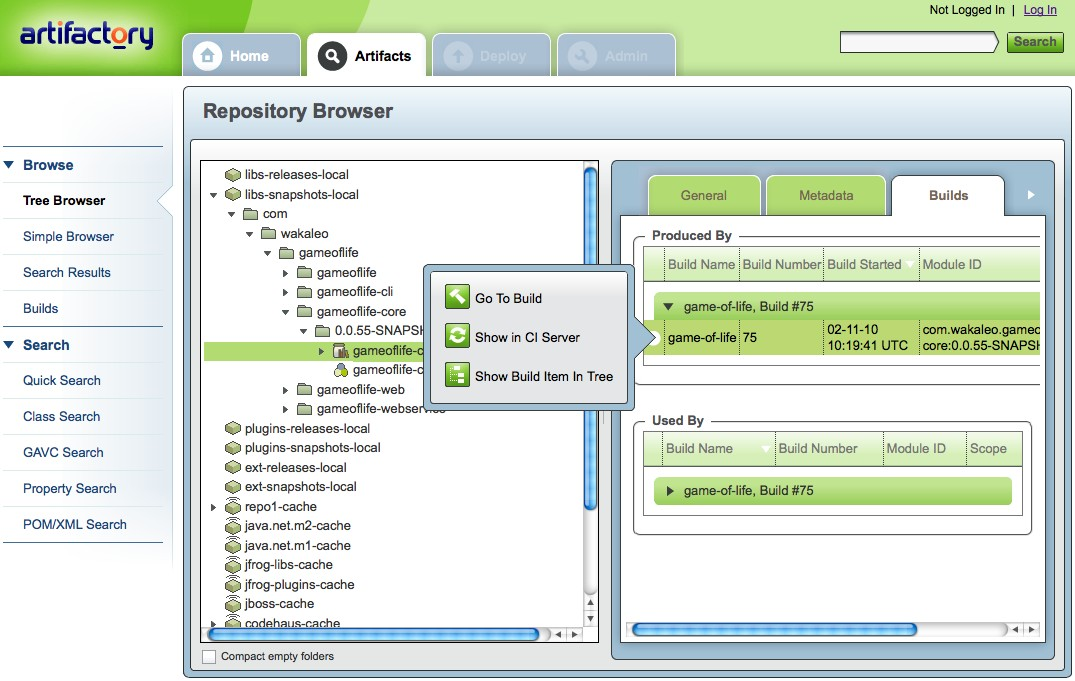 Not Logged In | Log In
artifactory
Home
Artifacts
Deploy
Admin
Search
Repository Browser
Browse
Tree Browser
Simple Browser
Search Results
Builds
Search
Quick Search
Class Search
GAVC Search
Property Search
POM/XML Search
libs-releases-local
libs-snapshots-local
com
wakaleo
gameoflife
gameoflife
gameoflife-cli
gameoflife-core
0.0.55-SNAPSH
gameoflife-c
gameoflife-c
gameoflife-web
gameoflife-webservice
plugins-releases-local
plugins-snapshots-local
ext-releases-local
ext-snapshots-local
repo1-cache
java.net.m2-cache
java.net.m1-cache
jfrog-libs-cache
jfrog-plugins-cache
jboss-cache
codehaus-cache
Compact empty folders
Go To Build
Show in CI Server
Show Build Item In Tree
General
Metadata
Builds
Produced By
Build Name Build Number Build Started Module ID
game-of-life, Build #75
game-of-life 75 02-11-10 10:19:41 UTC com.wakaleo.gameo core:0.0.55-SNAPSH
Used By
Build Name Build Number Module ID Scope
game-of-life, Build #75